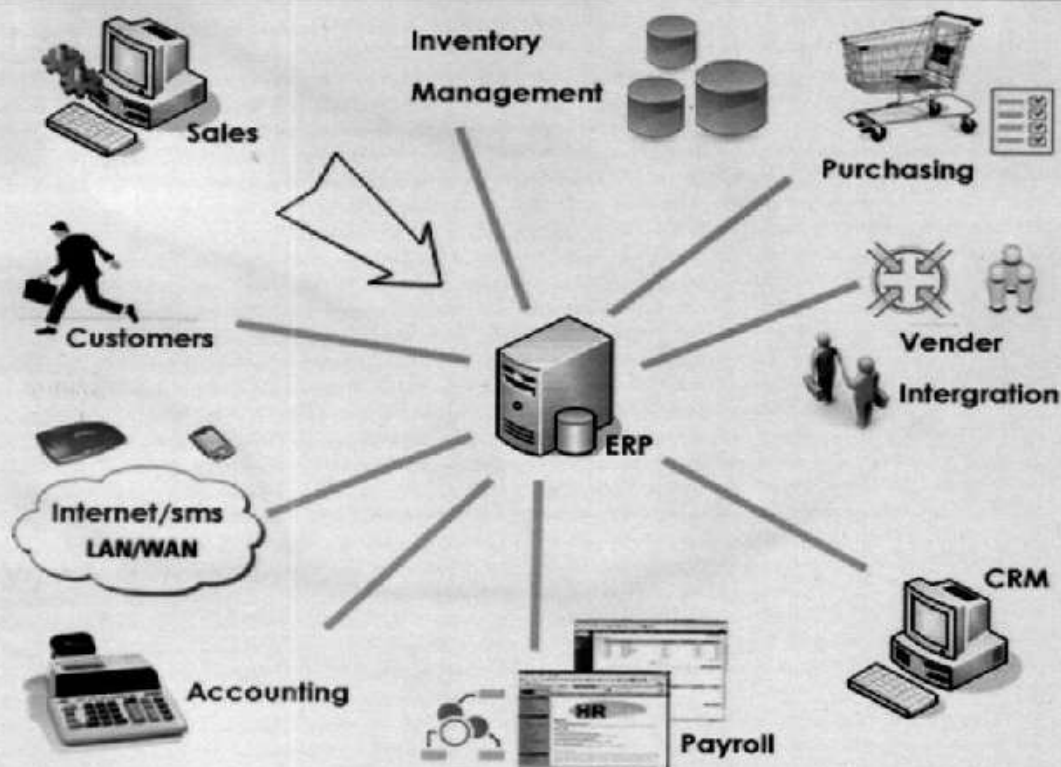 Sales
Inventory
Management
Purchasing
Customers
Vender
Intergration
ERP
Internet/sms
LAN/WAN
CRM
Accounting
HR
Payroll